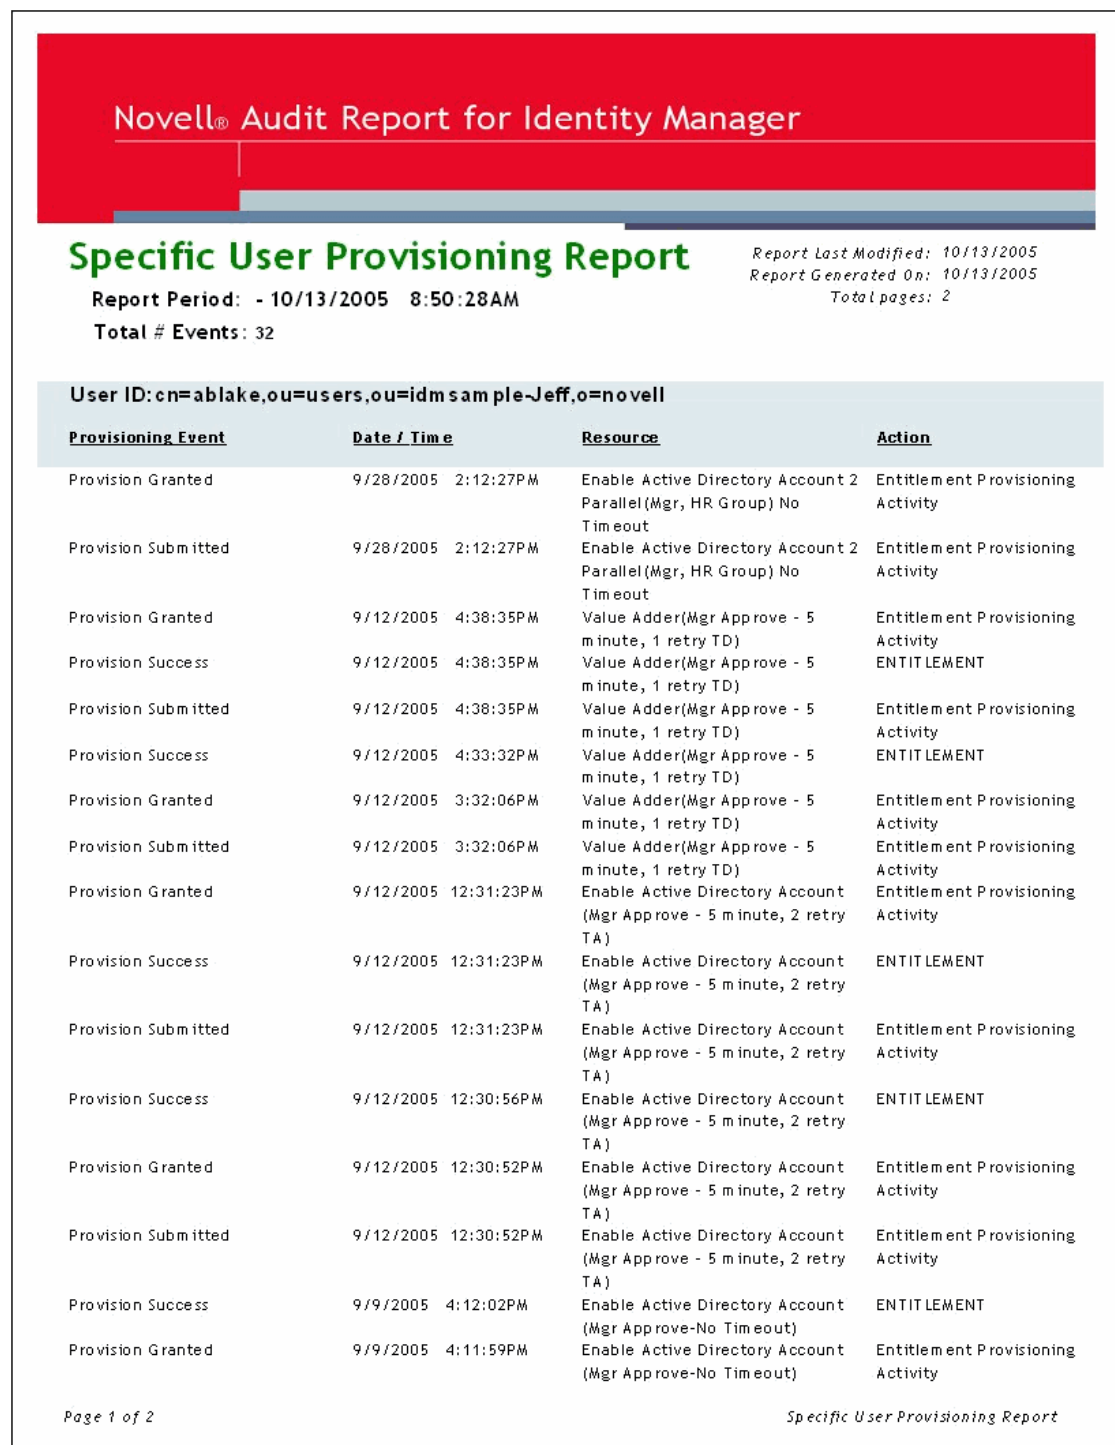 Novell® Audit Report for Identity Manager
Specific User Provisioning Report
Report Last Modified: 10/13/2005
Report Generated On: 10/13/2005
Total pages: 2
Report Period: - 10/13/2005 8:50:28AM
Total # Events: 32
User ID:cn=ablake,ou=users,ou=idmsample-Jeff,o=novell
Provisioning Event Date / Time Resource Action
Provision Granted 9/28/2005 2:12:27PM Enable Active Directory Account 2 Entitlement Provisioning
Parallel(Mgr, HR Group) No Activity
Timeout
Provision Submitted 9/28/2005 2:12:27PM Enable Active Directory Account 2 Entitlement Provisioning
Parallel(Mgr, HR Group) No Activity
Timeout
Provision Granted 9/12/2005 4:38:35PM Value Adder(Mgr Approve - 5 Entitlement Provisioning
minute, 1 retry TD) Activity
Provision Success 9/12/2005 4:38:35PM Value Adder(Mgr Approve - 5 ENTITLEMENT
minute, 1 retry TD)
Provision Submitted 9/12/2005 4:38:35PM Value Adder(Mgr Approve - 5 Entitlement Provisioning
minute, 1 retry TD) Activity
Provision Success 9/12/2005 4:33:32PM Value Adder(Mgr Approve - 5 ENTITLEMENT
minute, 1 retry TD)
Provision Granted 9/12/2005 3:32:06PM Value Adder(Mgr Approve - 5 Entitlement Provisioning
minute, 1 retry TD) Activity
Provision Submitted 9/12/2005 3:32:06PM Value Adder(Mgr Approve - 5 Entitlement Provisioning
minute, 1 retry TD) Activity
Provision Granted 9/12/2005 12:31:23PM Enable Active Directory Account Entitlement Provisioning
(Mgr Approve - 5 minute, 2 retry Activity
TA)
Provision Success 9/12/2005 12:31:23PM Enable Active Directory Account ENTITLEMENT
(Mgr Approve - 5 minute, 2 retry
TA)
Provision Submitted 9/12/2005 12:31:23PM Enable Active Directory Account Entitlement Provisioning
(Mgr Approve - 5 minute, 2 retry Activity
TA)
Provision Success 9/12/2005 12:30:56PM Enable Active Directory Account ENTITLEMENT
(Mgr Approve - 5 minute, 2 retry
TA)
Provision Granted 9/12/2005 12:30:52PM Enable Active Directory Account Entitlement Provisioning
(Mgr Approve - 5 minute, 2 retry Activity
TA)
Provision Submitted 9/12/2005 12:30:52PM Enable Active Directory Account Entitlement Provisioning
(Mgr Approve - 5 minute, 2 retry Activity
TA)
Provision Success 9/9/2005 4:12:02PM Enable Active Directory Account ENTITLEMENT
(Mgr Approve-No Timeout)
Provision Granted 9/9/2005 4:11:59PM Enable Active Directory Account Entitlement Provisioning
(Mgr Approve-No Timeout) Activity
Page 1 of 2 Specific User Provisioning Report